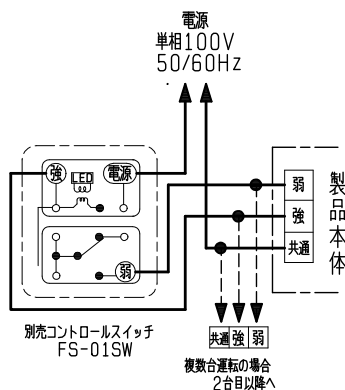 電源
単相100V
50/60Hz
強
LED
電源
弱
弱
強
共通
製品本体
別売コントロールスイッチ
FS-01SW
共通 強 弱
複数台運転の場合
2台目以降へ